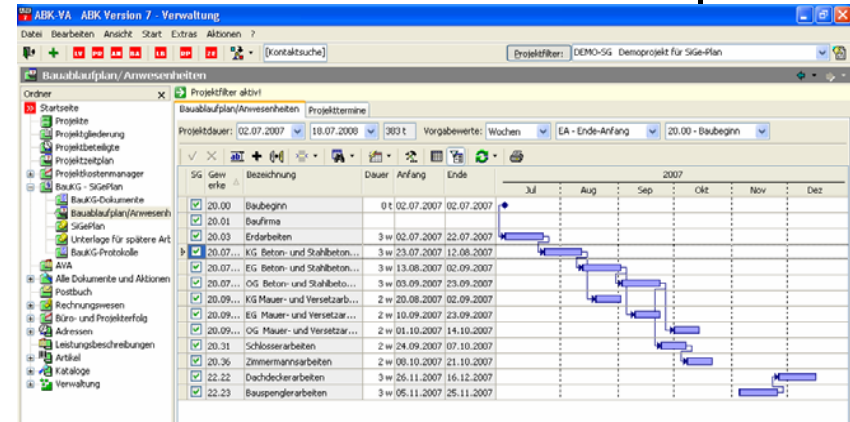 ABK-VA ABK Version 7 - Verwaltung
Datei Bearbeiten Ansicht Start Extras Aktionen ?
[Kontaktsuche] Projektfilter: DEMO-SG Demoprojekt für SiGe-Plan
Bauablaufplan/Anwesenheiten
Ordner x Projektfilter aktiv!
Startseite
Projekte
Projektgliederung
Projektbeteiligte
Projektzeitplan
Projektkostenmanager
BauKG - SiGePlan
BauKG-Dokumente
Bauablaufplan/Anwesenh
SiGePlan
Unterlage für spätere Art
BauKG-Protokolle
AVA
Alle Dokumente und Aktionen
Postbuch
Rechnungswesen
Büro- und Projekterfolg
Adressen
Leistungsbeschreibungen
Artikel
Kataloge
Verwaltung
Bauablaufplan/Anwesenheiten Projekttermine
Projektdauer: 02.07.2007 18.07.2008 383 t Vorgabewerte: Wochen EA - Ende-Anfang 20.00 - Baubeginn
SG Gewerke Bezeichnung Dauer Anfang Ende 2007
Jul Aug Sep Okt Nov Dez
20.00 Baubeginn 0 t 02.07.2007 02.07.2007
20.01 Baufirma
20.03 Erdarbeiten 3 w 02.07.2007 22.07.2007
20.07... KG Beton- und Stahlbeton... 3 w 23.07.2007 12.08.2007
20.07... EG Beton- und Stahlbeton... 3 w 13.08.2007 02.09.2007
20.07... OG Beton- und Stahlbeto... 3 w 03.09.2007 23.09.2007
20.09... KG Mauer- und Versetzarb... 2 w 20.08.2007 02.09.2007
20.09... EG Mauer- und Versetzar... 2 w 10.09.2007 23.09.2007
20.09... OG Mauer- und Versetzar... 2 w 01.10.2007 14.10.2007
20.31 Schlosserarbeiten 2 w 24.09.2007 07.10.2007
20.36 Zimmermannsarbeiten 2 w 08.10.2007 21.10.2007
22.22 Dachdeckerarbeiten 3 w 26.11.2007 16.12.2007
22.23 Bauspenglerarbeiten 3 w 05.11.2007 25.11.2007